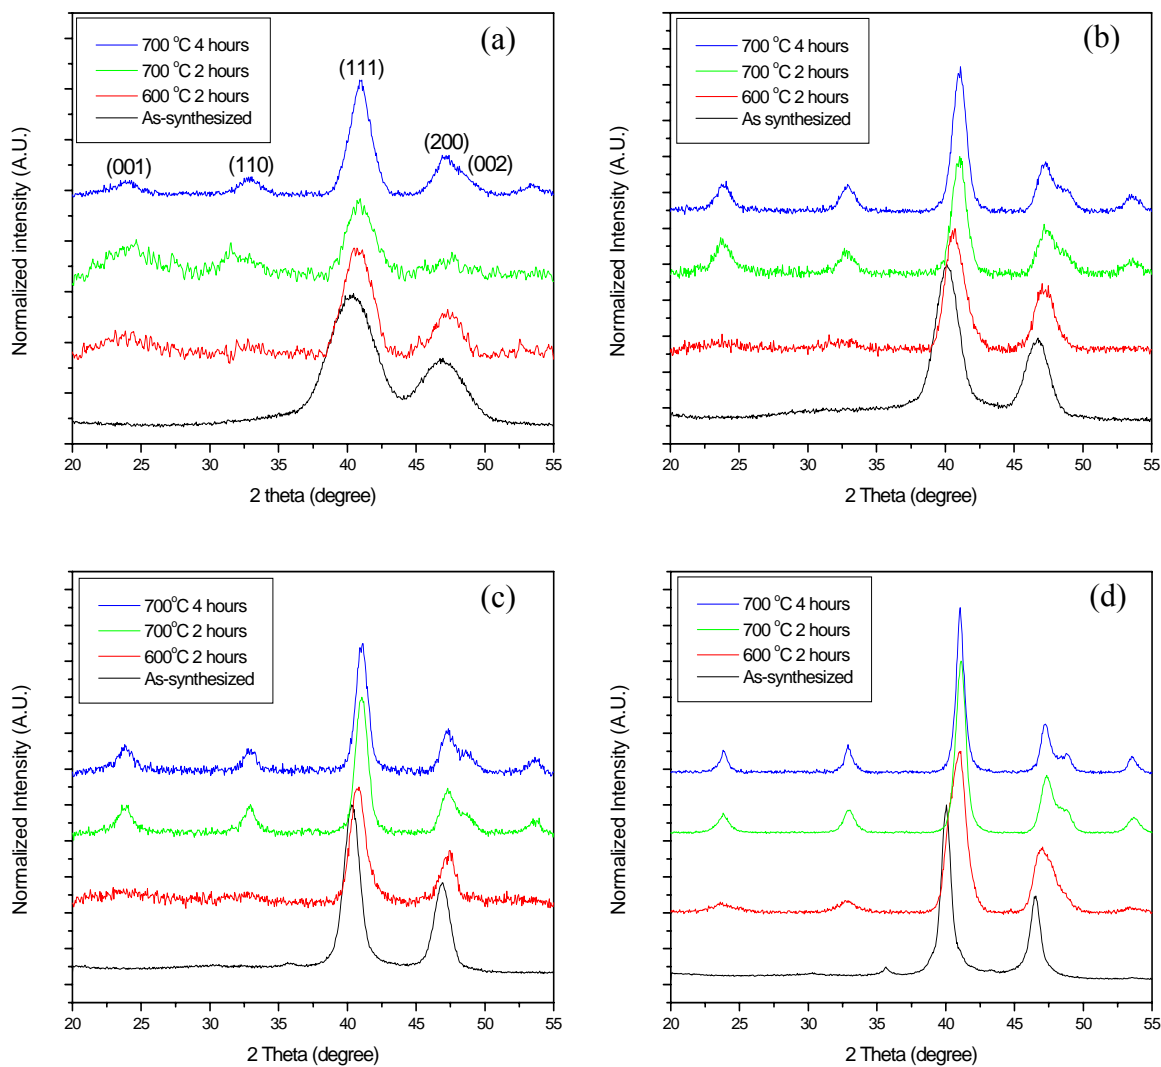 (a)
700 °C 4 hours
700 °C 2 hours
600 °C 2 hours
As-synthesized
(111)
(200)
(001)
(110)
(002)
Normalized intensity (A.U.)
20 25 30 35 40 45 50 55
2 theta (degree)
(b)
700 °C 4 hours
700 °C 2 hours
600 °C 2 hours
As synthesized
Normalized Intensity (A.U.)
20 25 30 35 40 45 50 55
2 Theta (degree)
(c)
700°C 4 hours
700°C 2 hours
600°C 2 hours
As-synthesized
Normalized Intensity (A.U.)
20 25 30 35 40 45 50 55
2 Theta (degree)
(d)
700 °C 4 hours
700 °C 2 hours
600 °C 2 hours
As-synthesized
Normalized Intensity (A.U.)
20 25 30 35 40 45 50 55
2 Theta (degree)